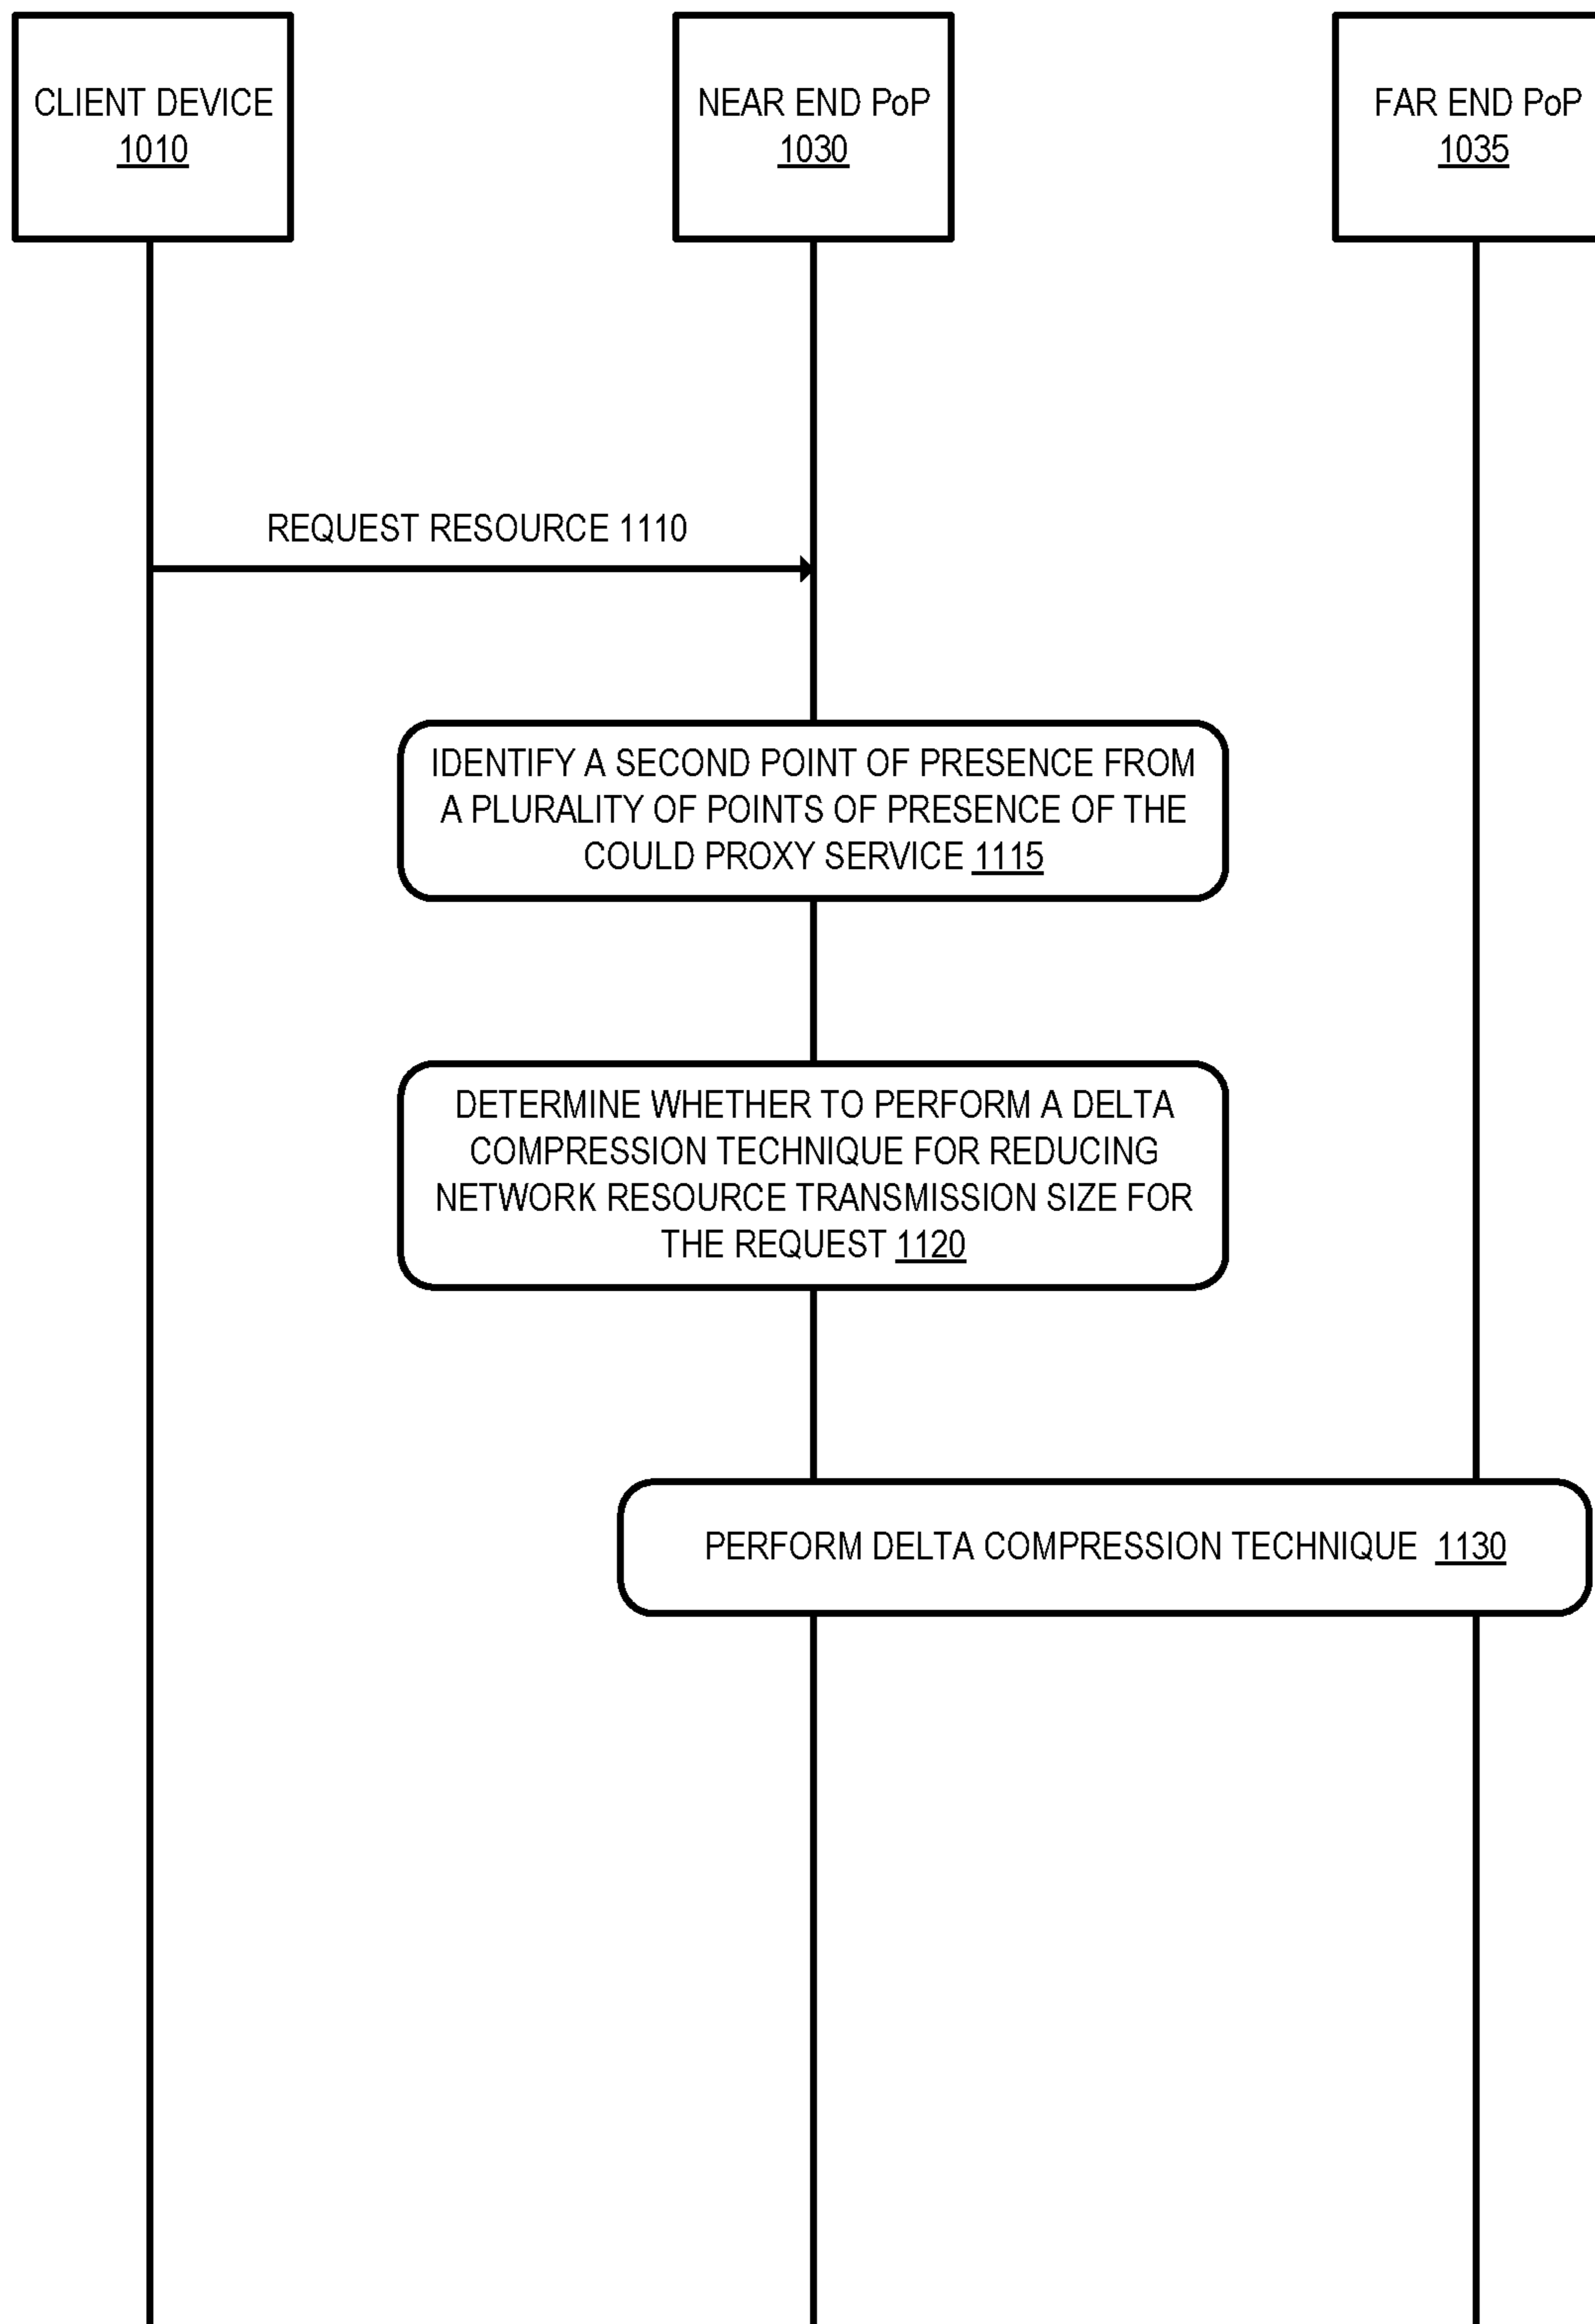 CLIENT DEVICE
1010
NEAR END PoP
1030
FAR END PoP
1035
REQUEST RESOURCE 1110
IDENTIFY A SECOND POINT OF PRESENCE FROM
A PLURALITY OF POINTS OF PRESENCE OF THE
COULD PROXY SERVICE 1115
DETERMINE WHETHER TO PERFORM A DELTA
COMPRESSION TECHNIQUE FOR REDUCING
NETWORK RESOURCE TRANSMISSION SIZE FOR
THE REQUEST 1120
PERFORM DELTA COMPRESSION TECHNIQUE 1130